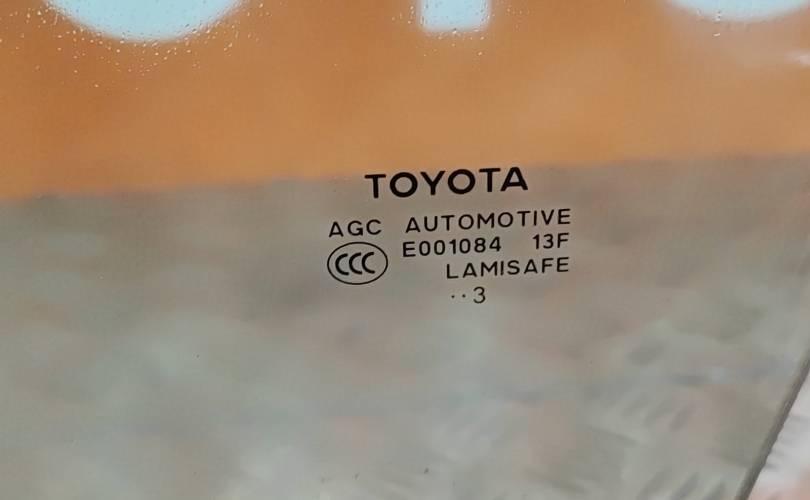 TOYOTA
AGC AUTOMOTIVE
CCC E001084 13F
LAMISAFE
··3